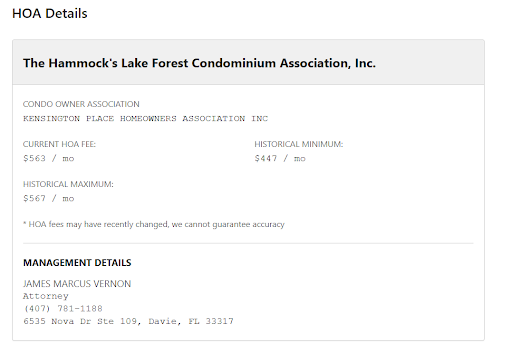 HOA Details
The Hammock's Lake Forest Condominium Association, Inc.
CONDO OWNER ASSOCIATION
KENSINGTON PLACE HOMEOWNERS ASSOCIATION INC
CURRENT HOA FEE: HISTORICAL MINIMUM:
$563 / mo $447 / mo
HISTORICAL MAXIMUM:
$567 / mo
* HOA fees may have recently changed, we cannot guarantee accuracy
MANAGEMENT DETAILS
JAMES MARCUS VERNON
Attorney
(407) 781-1188
6535 Nova Dr Ste 109, Davie, FL 33317